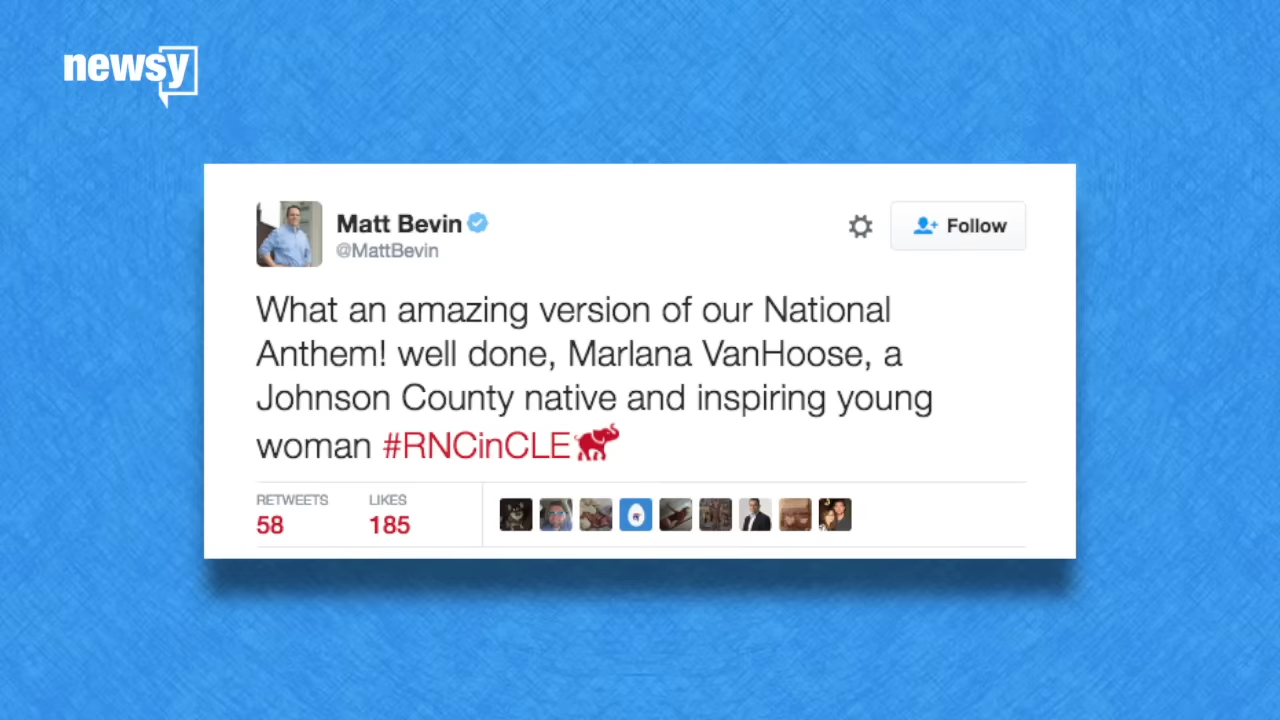 newsy
Matt Bevin
@MattBevin
Follow
What an amazing version of our National
Anthem! well done, Marlana VanHoose, a
Johnson County native and inspiring young
woman #RNCinCLE
RETWEETS LIKES
58 185